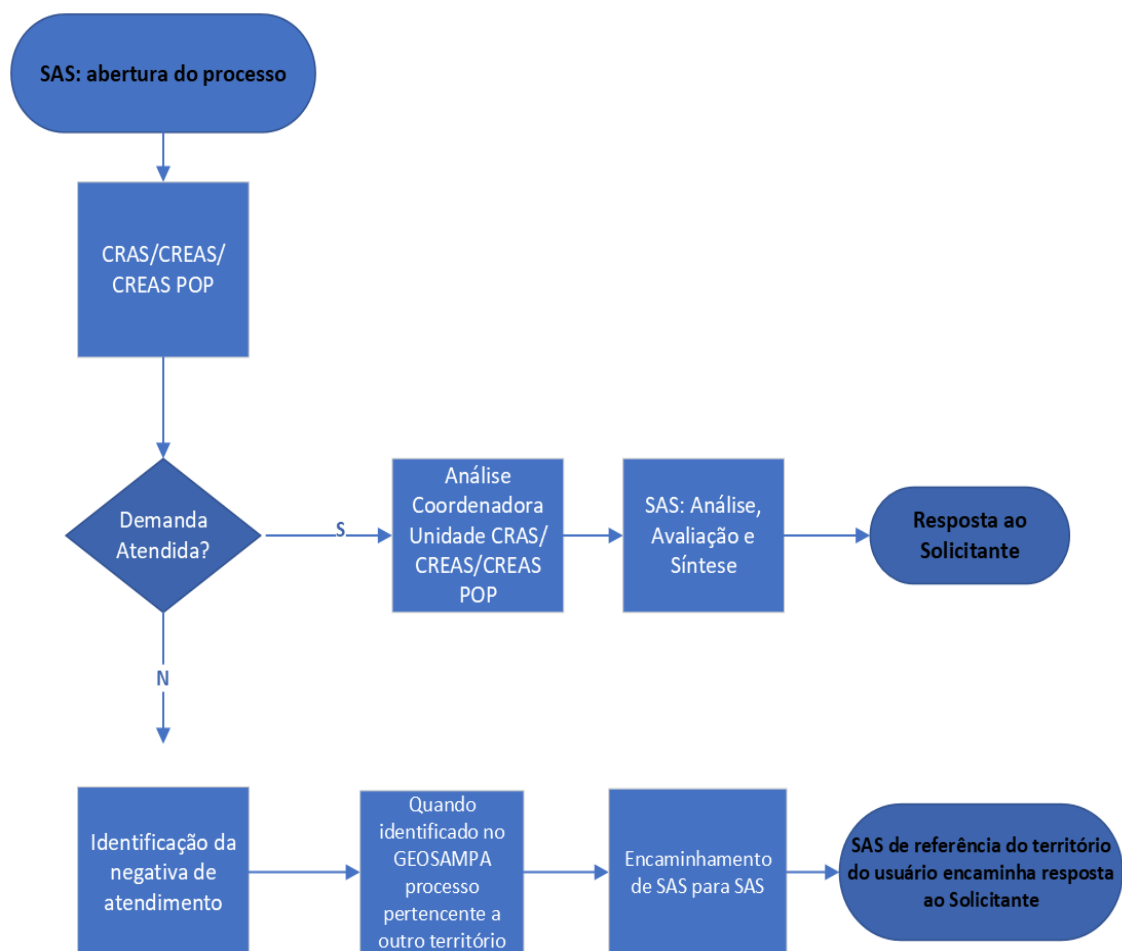 SAS: abertura do processo
CRAS/CREAS/
CREAS POP
Demanda
Atendida?
S
Análise
Coordenadora
Unidade CRAS/
CREAS/CREAS
POP
SAS: Análise,
Avaliação e
Síntese
Resposta ao
Solicitante
N
Identificação da
negativa de
atendimento
Quando
identificado no
GEOSAMPA
processo
pertencente a
outro território
Encaminhamento
de SAS para SAS
SAS de referência do território
do usuário encaminha resposta
ao Solicitante